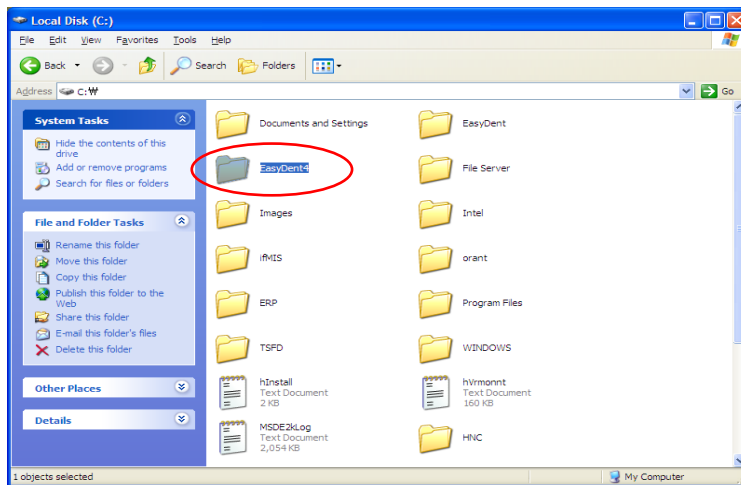 Local Disk (C:)
File Edit View Favorites Tools Help
Back Search Folders
Address C:₩ Go
System Tasks
Hide the contents of this
drive
Add or remove programs
Search for files or folders
File and Folder Tasks
Rename this folder
Move this folder
Copy this folder
Publish this folder to the
Web
Share this folder
E-mail this folder's files
Delete this folder
Other Places
Details
Documents and Settings
EasyDent
EasyDent4
File Server
Images
Intel
ifMIS
orant
ERP
Program Files
TSFD
WINDOWS
hInstall
Text Document
2 KB
hVrmonnt
Text Document
160 KB
MSDE2kLog
Text Document
2,054 KB
HNC
1 objects selected
My Computer